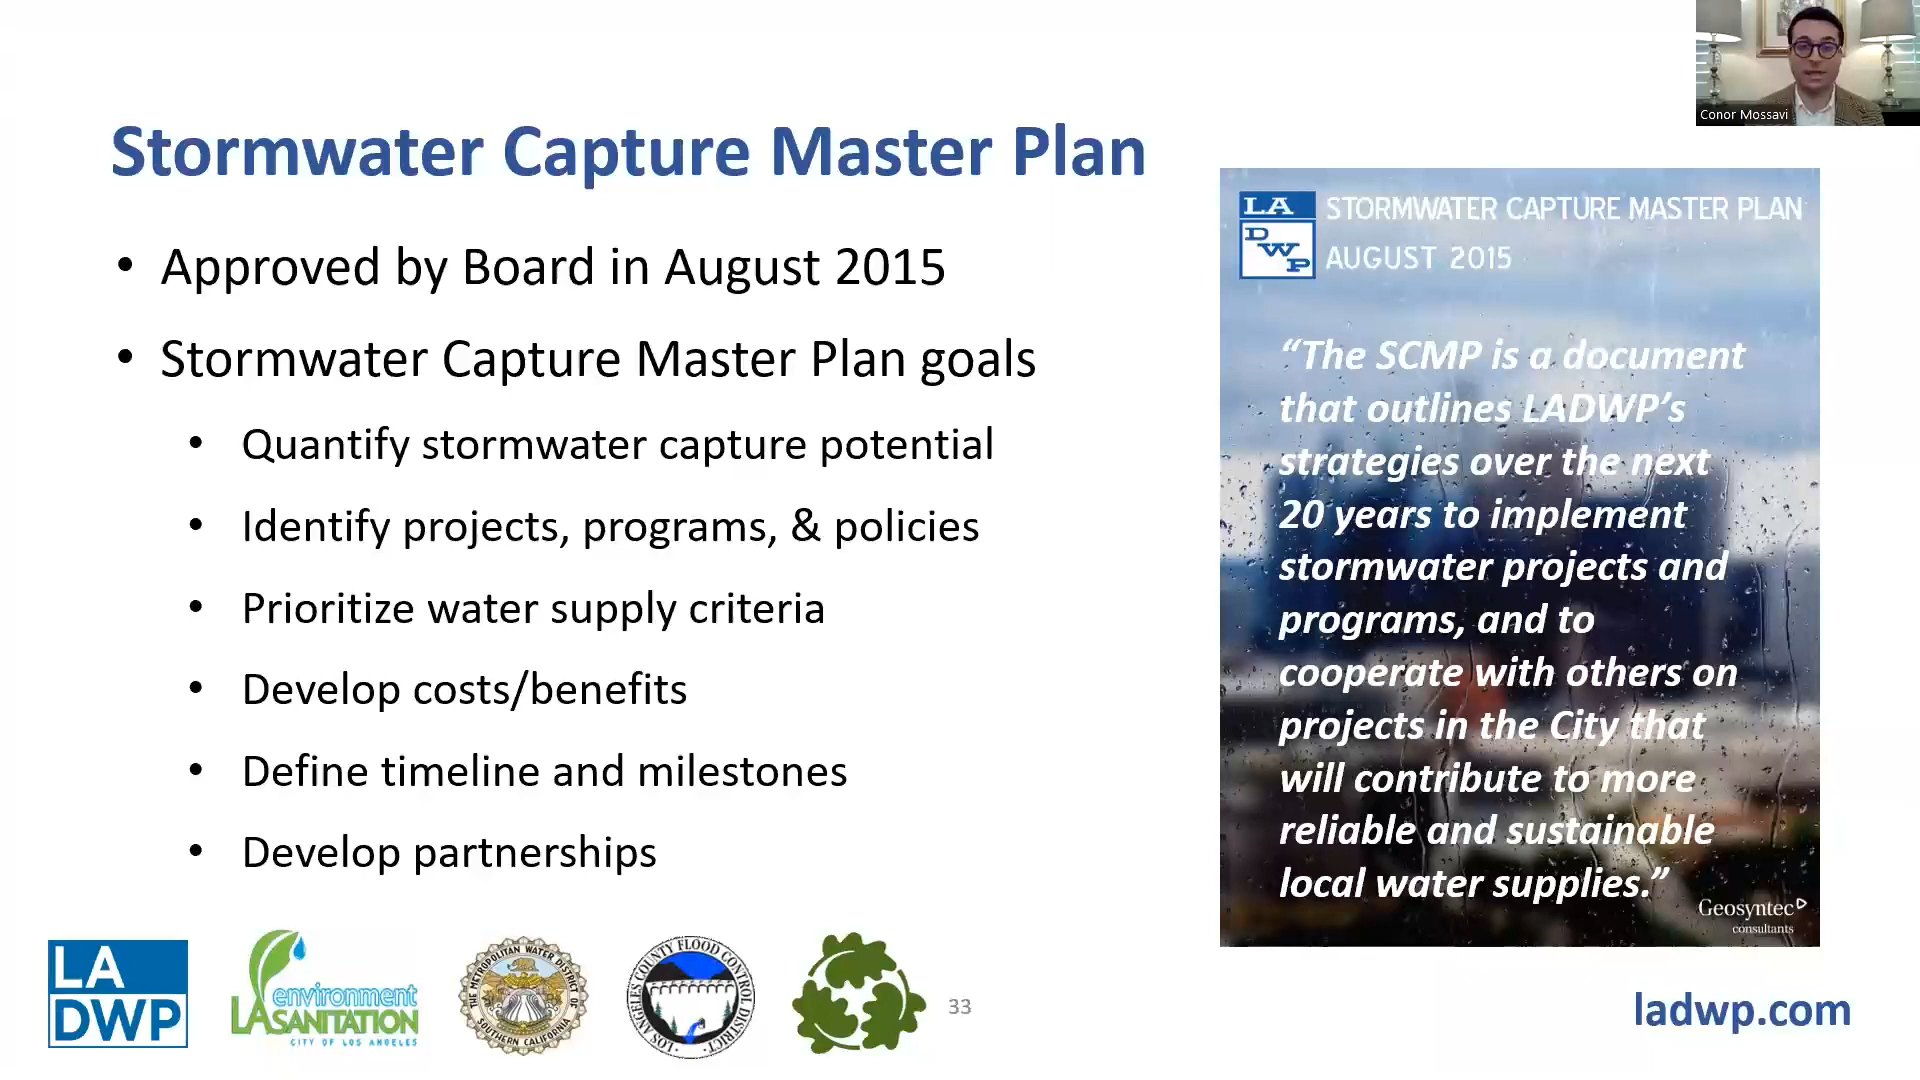 Conor Mossavi
Stormwater Capture Master Plan
• Approved by Board in August 2015
• Stormwater Capture Master Plan goals
• Quantify stormwater capture potential
• Identify projects, programs, & policies
• Prioritize water supply criteria
• Develop costs/benefits
• Define timeline and milestones
• Develop partnerships
LA
DWP
STORMWATER CAPTURE MASTER PLAN
AUGUST 2015
“The SCMP is a document
that outlines LADWP’s
strategies over the next
20 years to implement
stormwater projects and
programs, and to
cooperate with others on
projects in the City that
will contribute to more
reliable and sustainable
local water supplies.”
Geosyntec
consultants
LA
DWP
environment
LA SANITATION
CITY OF LOS ANGELES
THE METROPOLITAN WATER DISTRICT OF
SOUTHERN CALIFORNIA
LOS ANGELES COUNTY FLOOD CONTROL DISTRICT
33
ladwp.com